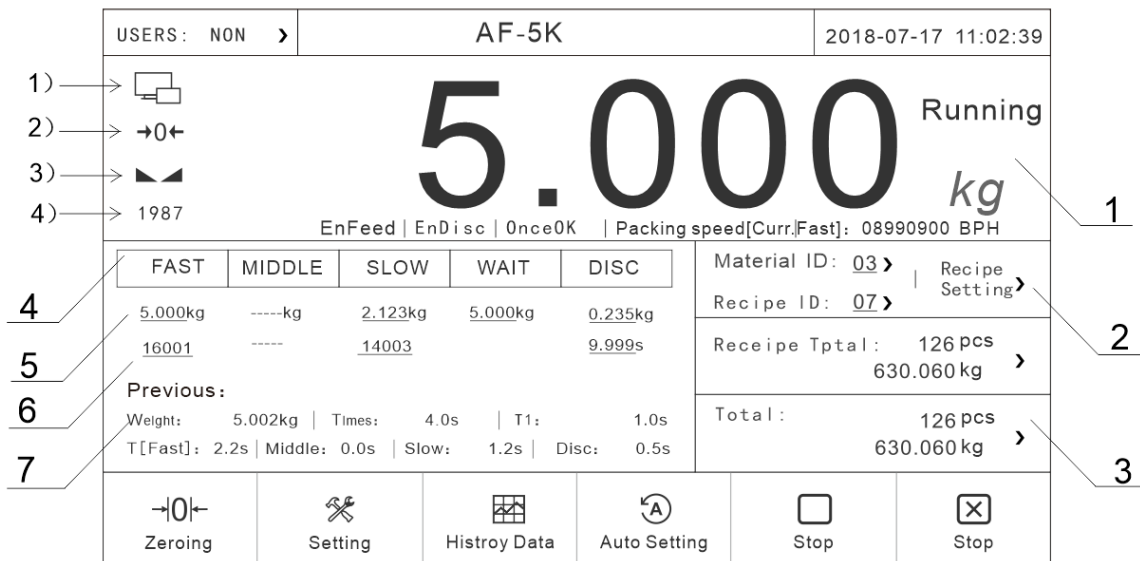 USERS: NON ❯ AF-5K 2018-07-17 11:02:39
1)
2) →0←
3)
4) 1987
5.000 Running
kg
1
EnFeed | EnDisc | OnceOK | Packing speed[Curr.|Fast]: 08990900 BPH
4
FAST MIDDLE SLOW WAIT DISC
5.000kg -----kg 2.123kg 5.000kg 0.235kg
5
16001 ----- 14003 9.999s
6
Previous:
Weight: 5.002kg | Times: 4.0s | T1: 1.0s
7
T[Fast]: 2.2s | Middle: 0.0s | Slow: 1.2s | Disc: 0.5s
Material ID: 03 ❯ | Recipe
Setting ❯
Recipe ID: 07 ❯
2
Receipe Tptal: 126 pcs ❯
630.060 kg
Total: 126 pcs ❯
630.060 kg
3
→0← Zeroing
Setting
Histroy Data
A Auto Setting
Stop
Stop